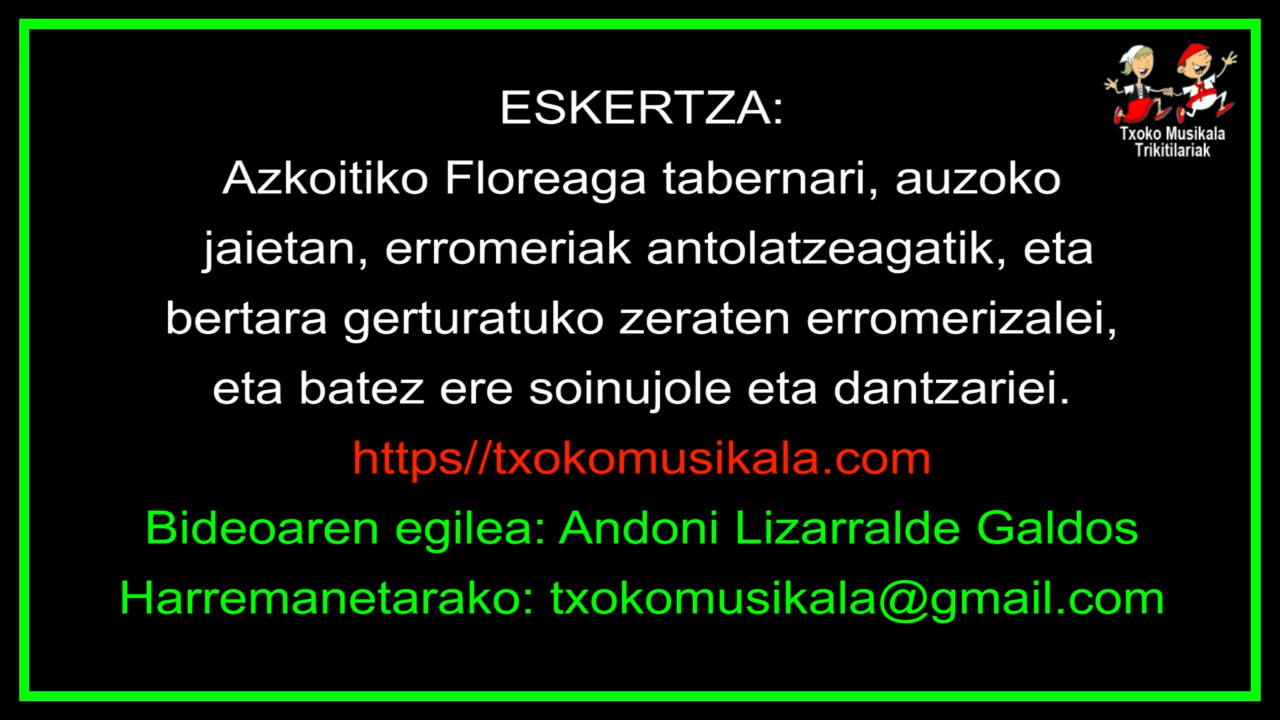 ESKERTZA:
Azkoitiko Floreaga tabernari, auzoko
jaietan, erromeriak antolatzeagatik, eta
bertara gerturatuko zeraten erromerizalei,
eta batez ere soinujole eta dantzariei.
https//txokomusikala.com
Bideoaren egilea: Andoni Lizarralde Galdos
Harremanetarako: txokomusikala@gmail.com
Txoko Musikala
Trikitilariak